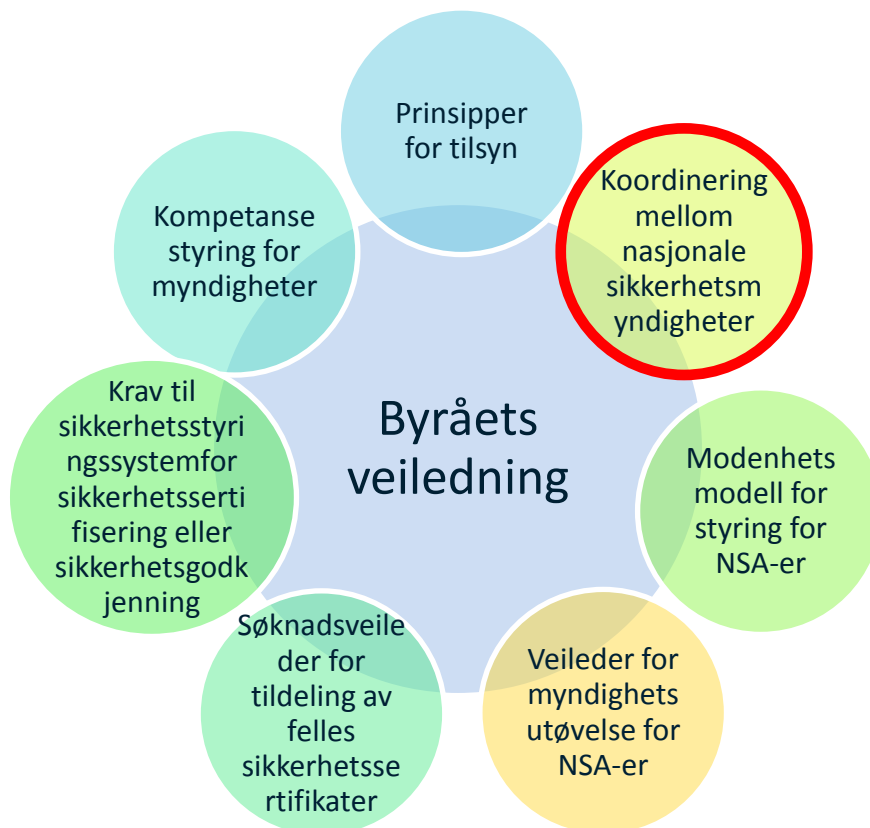 Prinsipper
for tilsyn
Koordinering
mellom
nasjonale
sikkerhetsm
yndigheter
Modenhets
modell for
styring for
NSA-er
Veileder for
myndighets
utøvelse for
NSA-er
Søknadsveile
der for
tildeling av
felles
sikkerhetsse
rtifikater
Krav til
sikkerhetsstyri
ngssystemfor
sikkerhetsserti
fisering eller
sikkerhetsgodk
jenning
Kompetanse
styring for
myndigheter
Byråets
veiledning